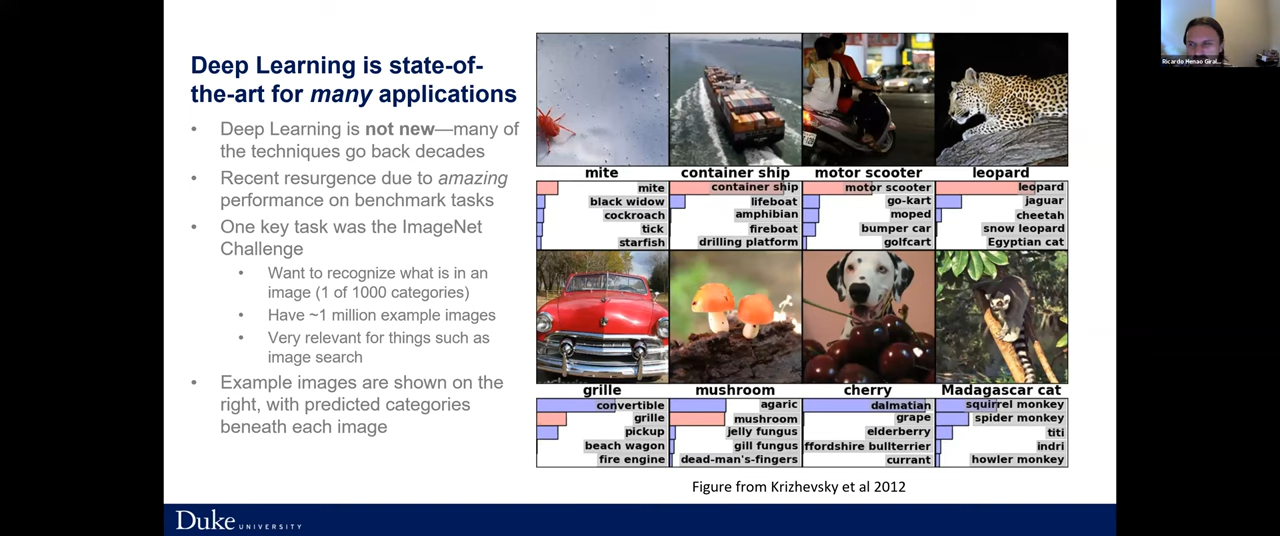 Deep Learning is state-of-
the-art for many applications
• Deep Learning is not new—many of
the techniques go back decades
• Recent resurgence due to amazing
performance on benchmark tasks
• One key task was the ImageNet
Challenge
• Want to recognize what is in an
image (1 of 1000 categories)
• Have ~1 million example images
• Very relevant for things such as
image search
• Example images are shown on the
right, with predicted categories
beneath each image
mite
mite
black widow
cockroach
tick
starfish
container ship
container ship
lifeboat
amphibian
fireboat
drilling platform
motor scooter
motor scooter
go-kart
moped
bumper car
golfcart
leopard
leopard
jaguar
cheetah
snow leopard
Egyptian cat
grille
convertible
grille
pickup
beach wagon
fire engine
mushroom
agaric
mushroom
jelly fungus
gill fungus
dead-man's-fingers
cherry
dalmatian
grape
elderberry
ffordshire bullterrier
currant
Madagascar cat
squirrel monkey
spider monkey
titi
indri
howler monkey
Figure from Krizhevsky et al 2012
Duke UNIVERSITY
Ricardo Henao Giral...